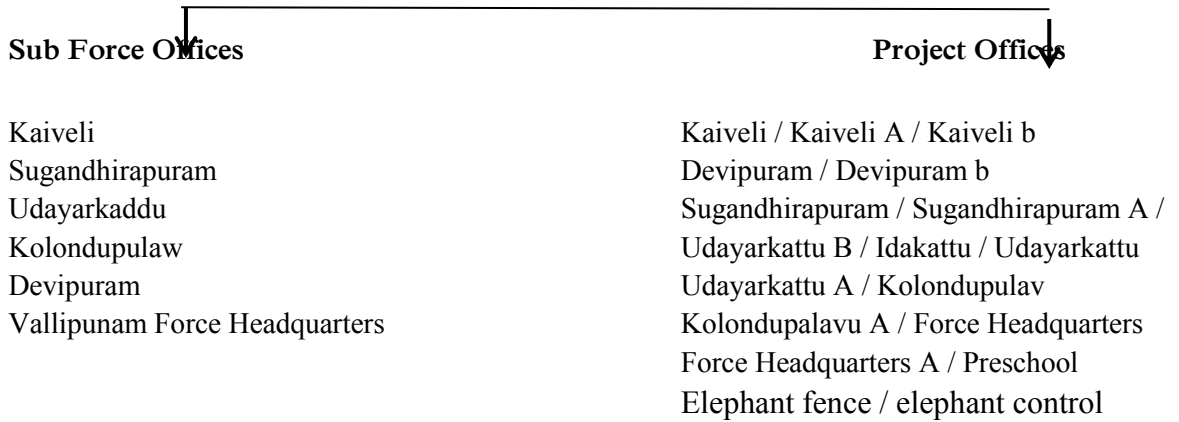 Sub Force Offices
Kaiveli
Sugandhirapuram
Udayarkaddu
Kolondupulaw
Devipuram
Vallipunam Force Headquarters
Project Offices
Kaiveli / Kaiveli A / Kaiveli b
Devipuram / Devipuram b
Sugandhirapuram / Sugandhirapuram A /
Udayarkattu B / Idakattu / Udayarkattu
Udayarkattu A / Kolondupulav
Kolondupalavu A / Force Headquarters
Force Headquarters A / Preschool
Elephant fence / elephant control